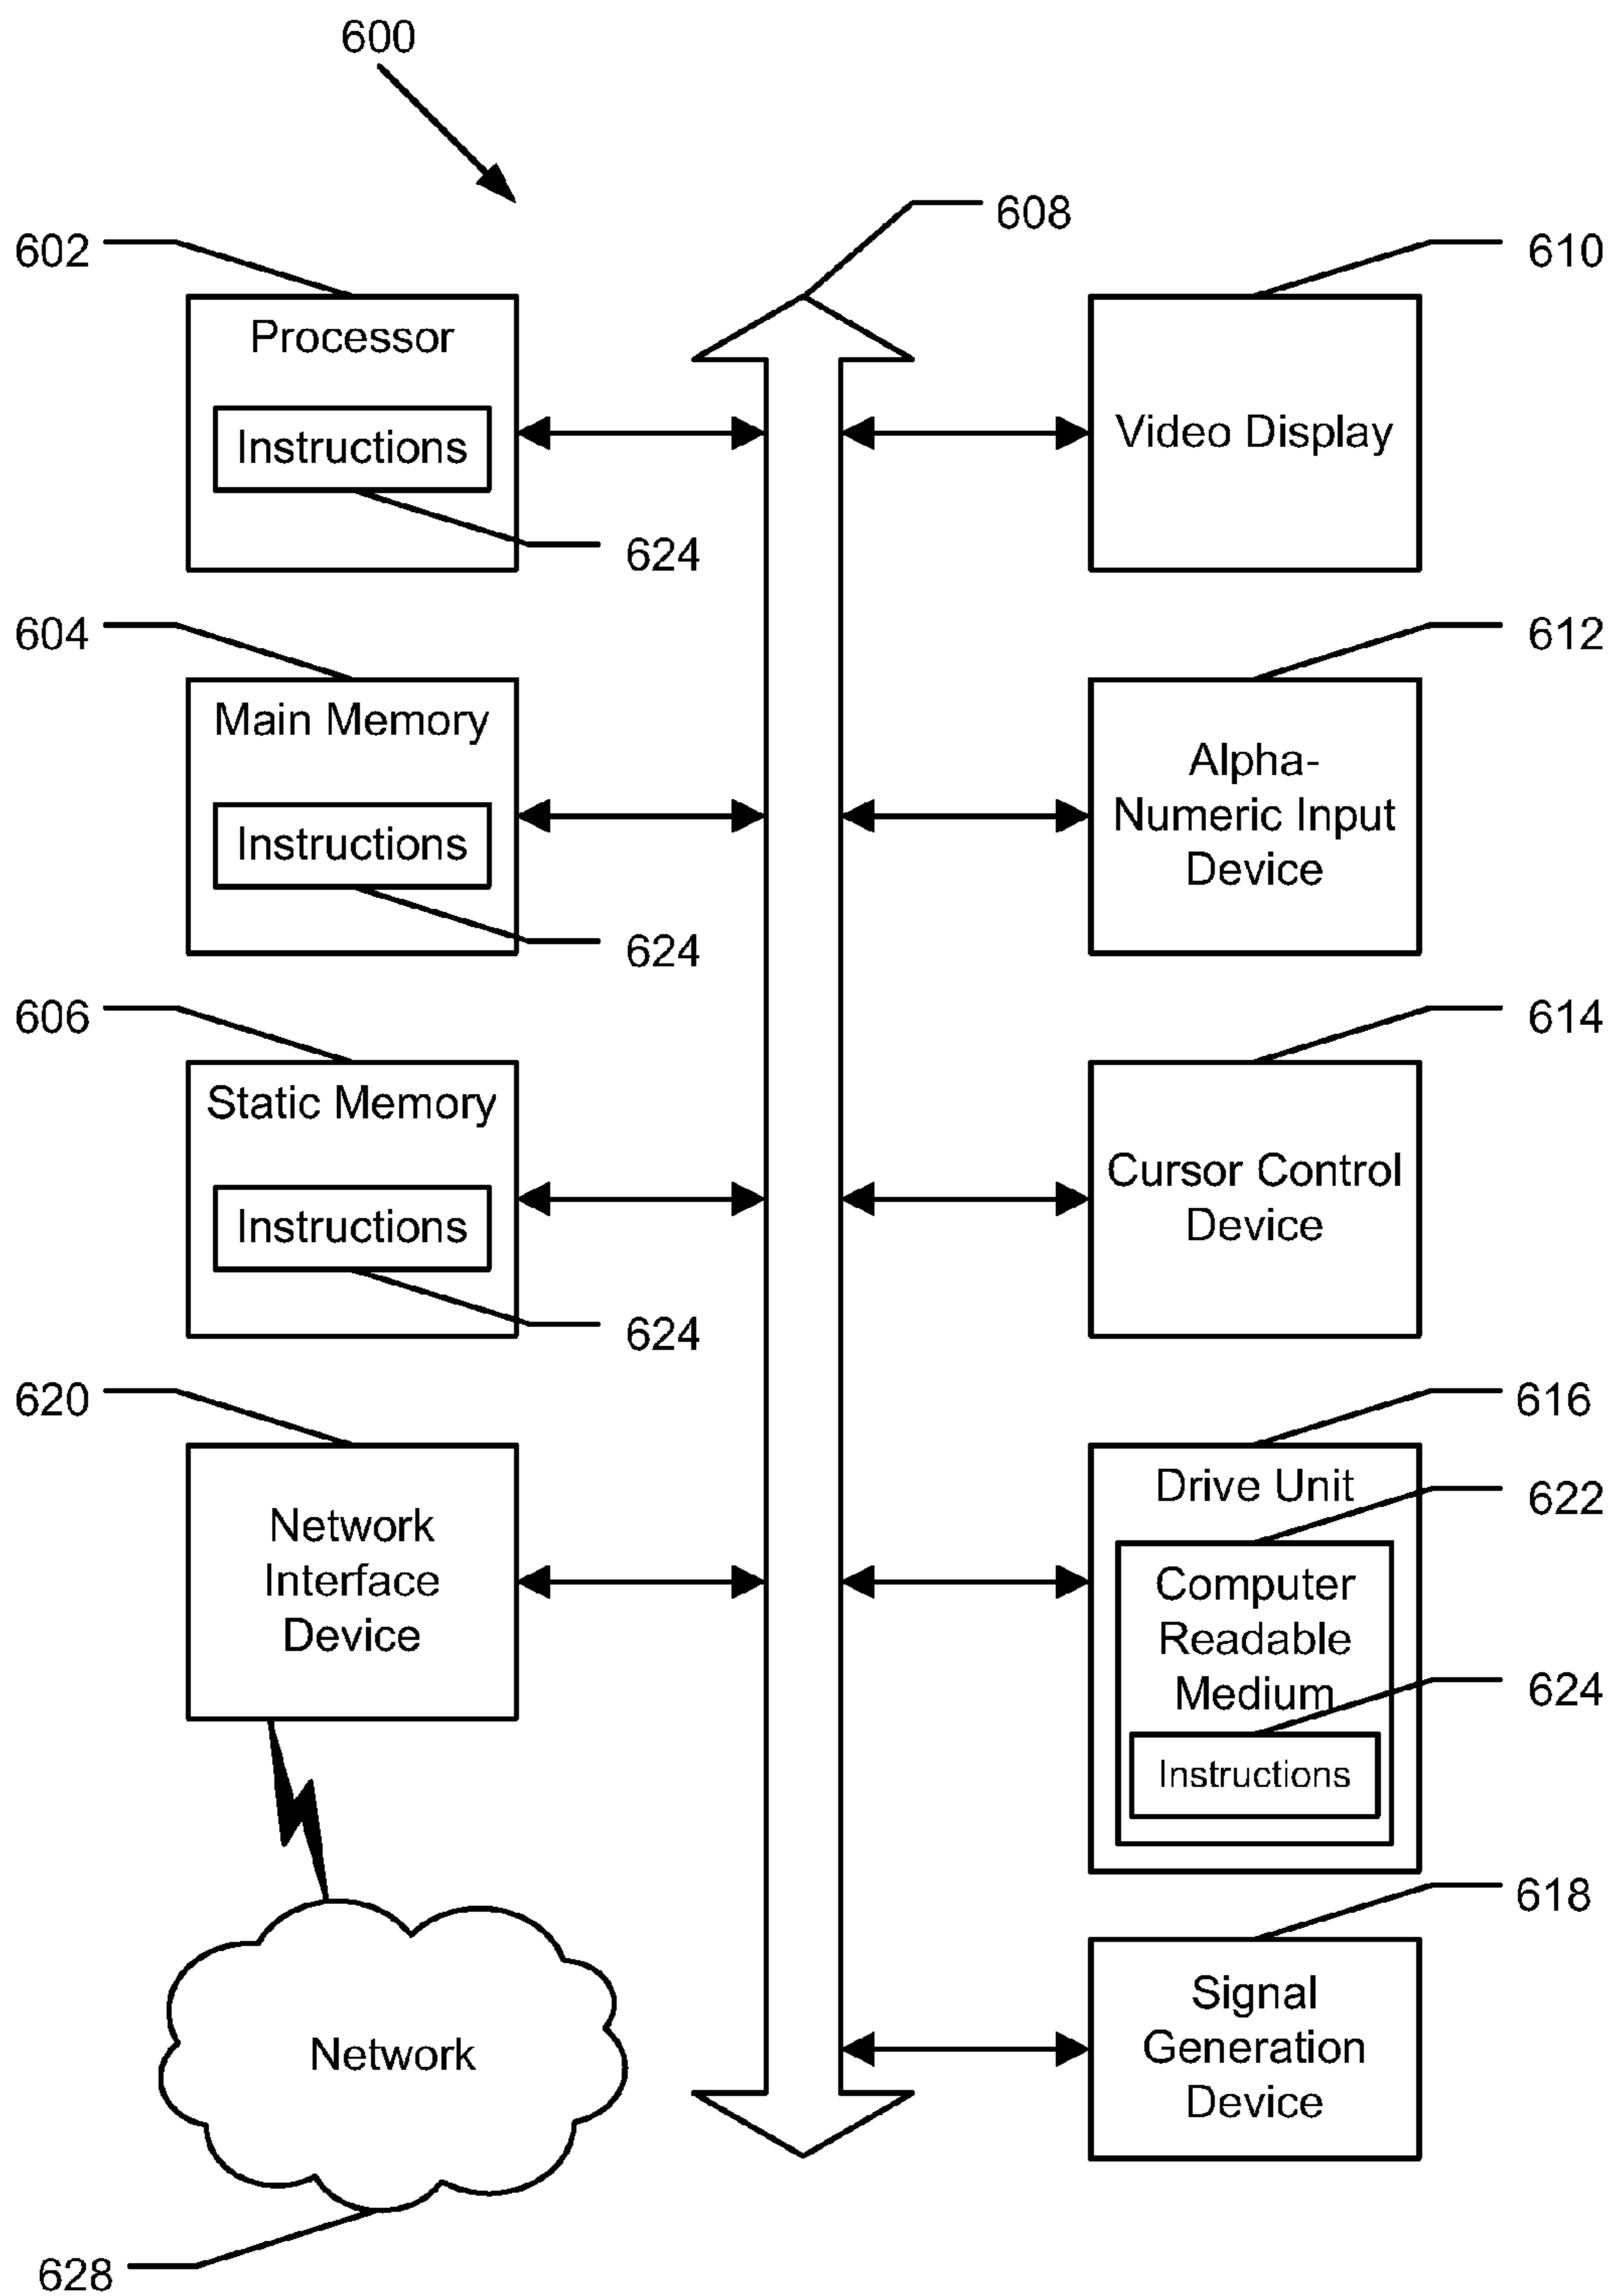 600
608
602
610
Processor
Instructions
Video Display
624
604
612
Main Memory
Instructions
Alpha-
Numeric Input
Device
624
606
614
Static Memory
Instructions
Cursor Control
Device
624
620
616
Network
Interface
Device
Drive Unit
622
Computer
Readable
Medium
624
Instructions
618
Network
Signal
Generation
Device
628